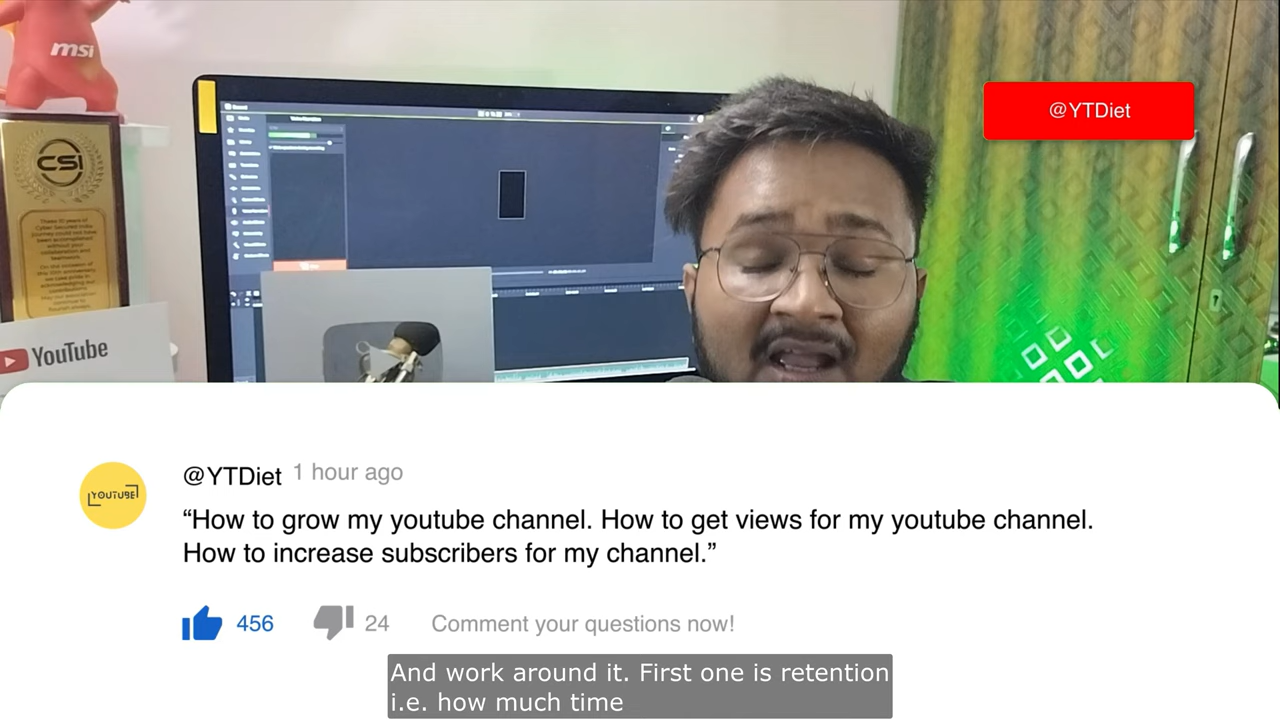 msi
@YTDiet
CSI
YouTube
@YTDiet 1 hour ago
YOUTUBE
“How to grow my youtube channel. How to get views for my youtube channel.
How to increase subscribers for my channel.”
456 24 Comment your questions now!
And work around it. First one is retention
i.e. how much time